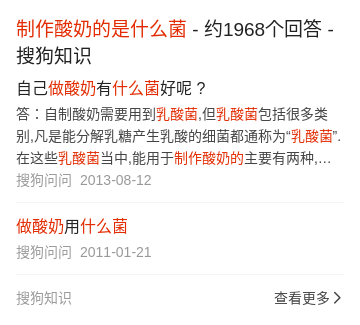 制作酸奶的是什么菌 - 约1968个回答 -
搜狗知识
自己做酸奶有什么菌好呢？
答：自制酸奶需要用到乳酸菌,但乳酸菌包括很多类
别,凡是能分解乳糖产生乳酸的细菌都通称为“乳酸菌”.
在这些乳酸菌当中,能用于制作酸奶的主要有两种,…
搜狗问问 2013-08-12
做酸奶用什么菌
搜狗问问 2011-01-21
搜狗知识 查看更多